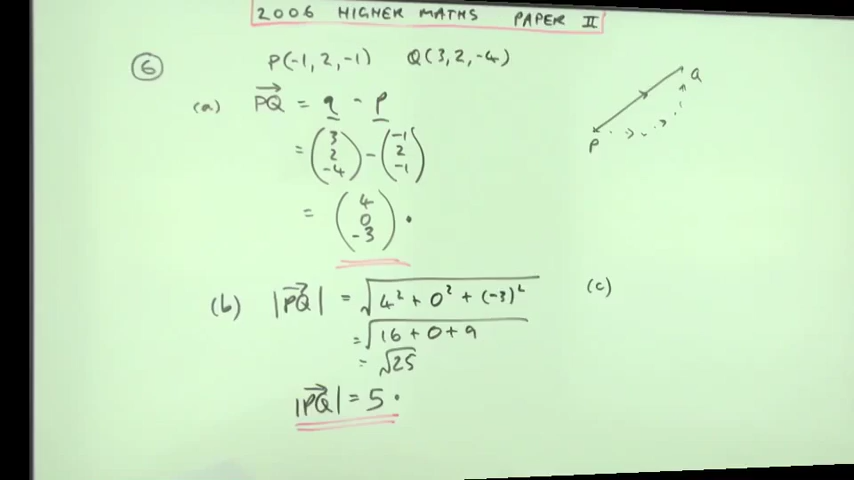 2006 HIGHER MATHS PAPER II
6 P(-1, 2, -1) Q(3, 2, -4)
(a) PQ = q - p
= (3 2 -4) - (-1 2 -1)
= (4 0 -3) .
P Q
(b) |PQ| = √4² + 0² + (-3)²
= √16 + 0 + 9
= √25
|PQ| = 5 .
(c)